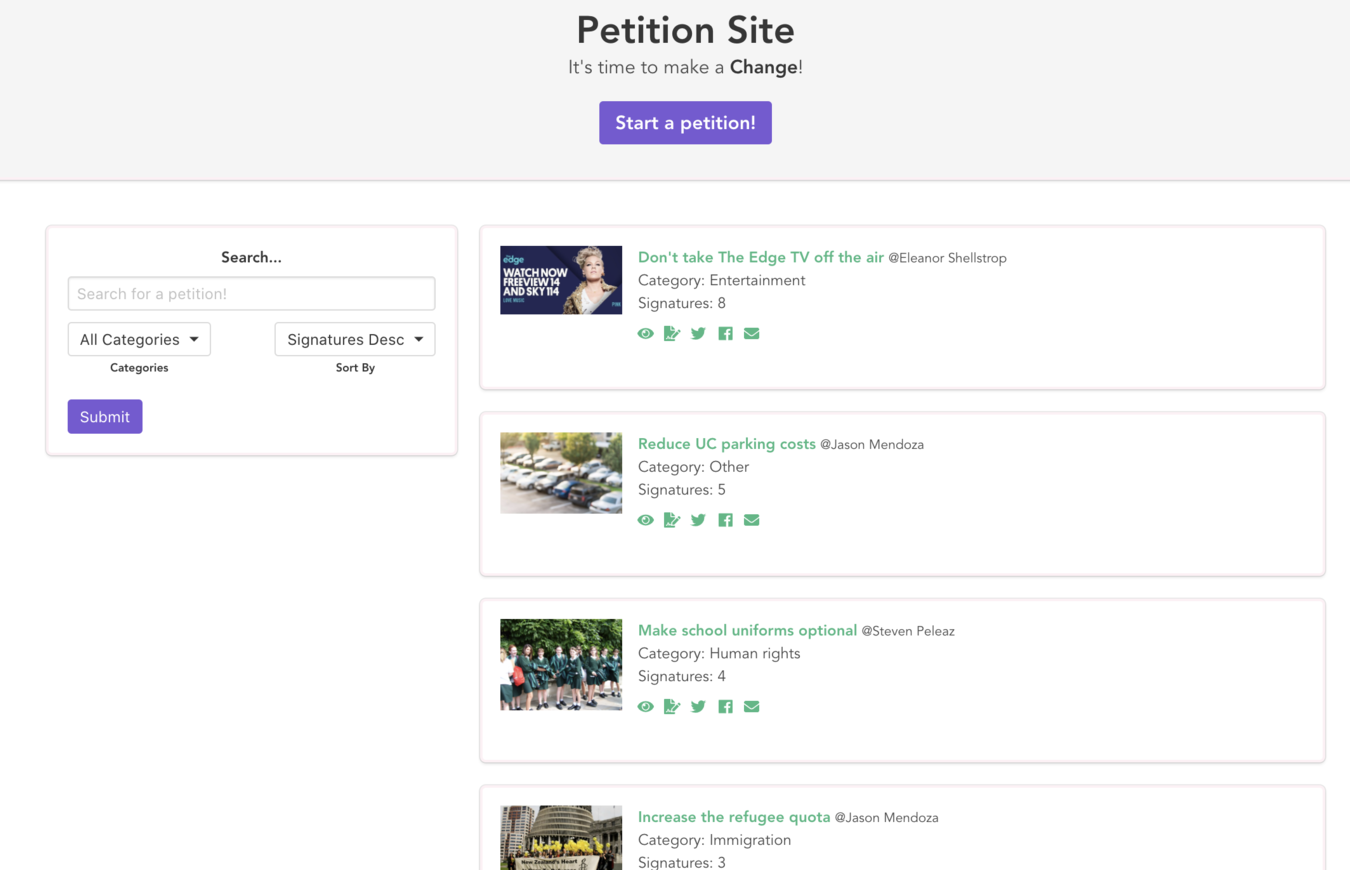 Petition Site
It's time to make a Change!
Start a petition!
Search...
Search for a petition!
All Categories
Signatures Desc
Categories
Sort By
Submit
edge
WATCH NOW
FREEVIEW 14
AND SKY 114
LIVE MUSIC
P!NK
Don't take The Edge TV off the air @Eleanor Shellstrop
Category: Entertainment
Signatures: 8
Reduce UC parking costs @Jason Mendoza
Category: Other
Signatures: 5
Make school uniforms optional @Steven Peleaz
Category: Human rights
Signatures: 4
New Zealand's Heart
Increase the refugee quota @Jason Mendoza
Category: Immigration
Signatures: 3